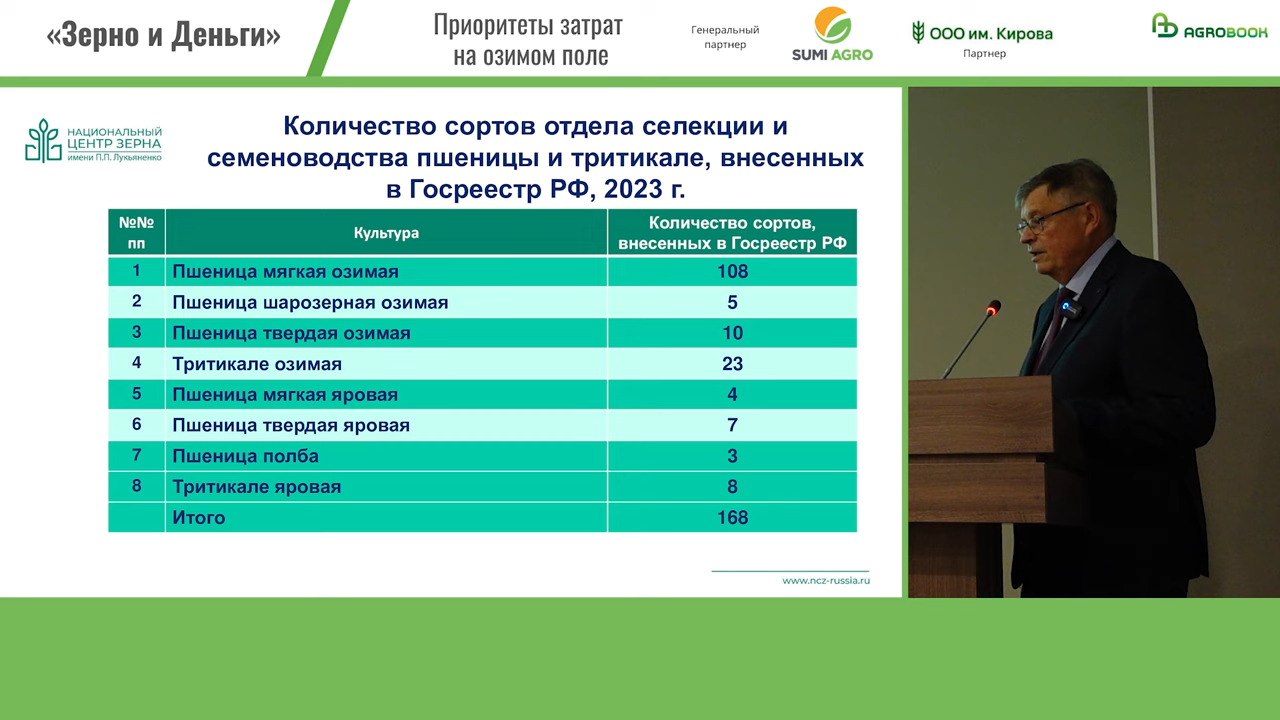 «Зерно и Деньги»
Приоритеты затрат
на озимом поле
Генеральный
партнер
SUMI AGRO
ООО им. Кирова
Партнер
AGROBOOK
НАЦИОНАЛЬНЫЙ
ЦЕНТР ЗЕРНА
имени П.П. Лукьяненко
Количество сортов отдела селекции и
семеноводства пшеницы и тритикале, внесенных
в Госреестр РФ, 2023 г.
№№ пп Культура Количество сортов, внесенных в Госреестр РФ
1 Пшеница мягкая озимая 108
2 Пшеница шарозерная озимая 5
3 Пшеница твердая озимая 10
4 Тритикале озимая 23
5 Пшеница мягкая яровая 4
6 Пшеница твердая яровая 7
7 Пшеница полба 3
8 Тритикале яровая 8
Итого 168
www.ncz-russia.ru